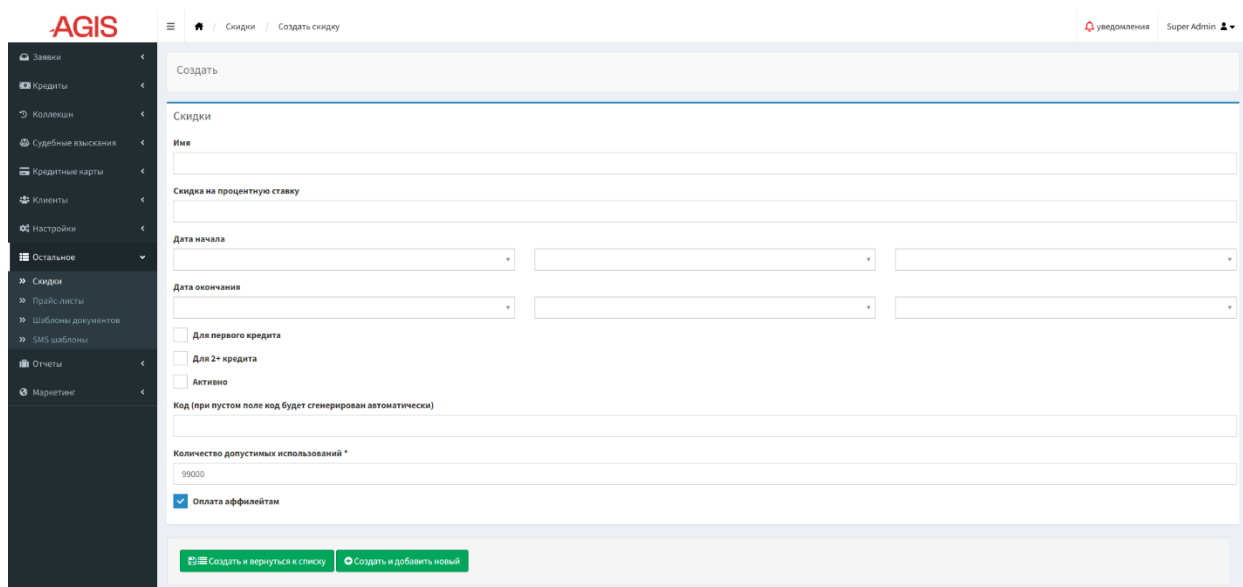 AGIS
/ Скидки / Создать скидку
уведомления
Super Admin
Заявки
Кредиты
Коллекшн
Судебные взыскания
Кредитные карты
Клиенты
Настройки
Остальное
Скидки
Прайс-листы
Шаблоны документов
SMS шаблоны
Отчеты
Маркетинг
Создать
Скидки
Имя
Скидка на процентную ставку
Дата начала
Дата окончания
Для первого кредита
Для 2+ кредита
Активно
Код (при пустом поле код будет сгенерирован автоматически)
Количество допустимых использований *
99000
Оплата аффилейтам
Создать и вернуться к списку
Создать и добавить новый